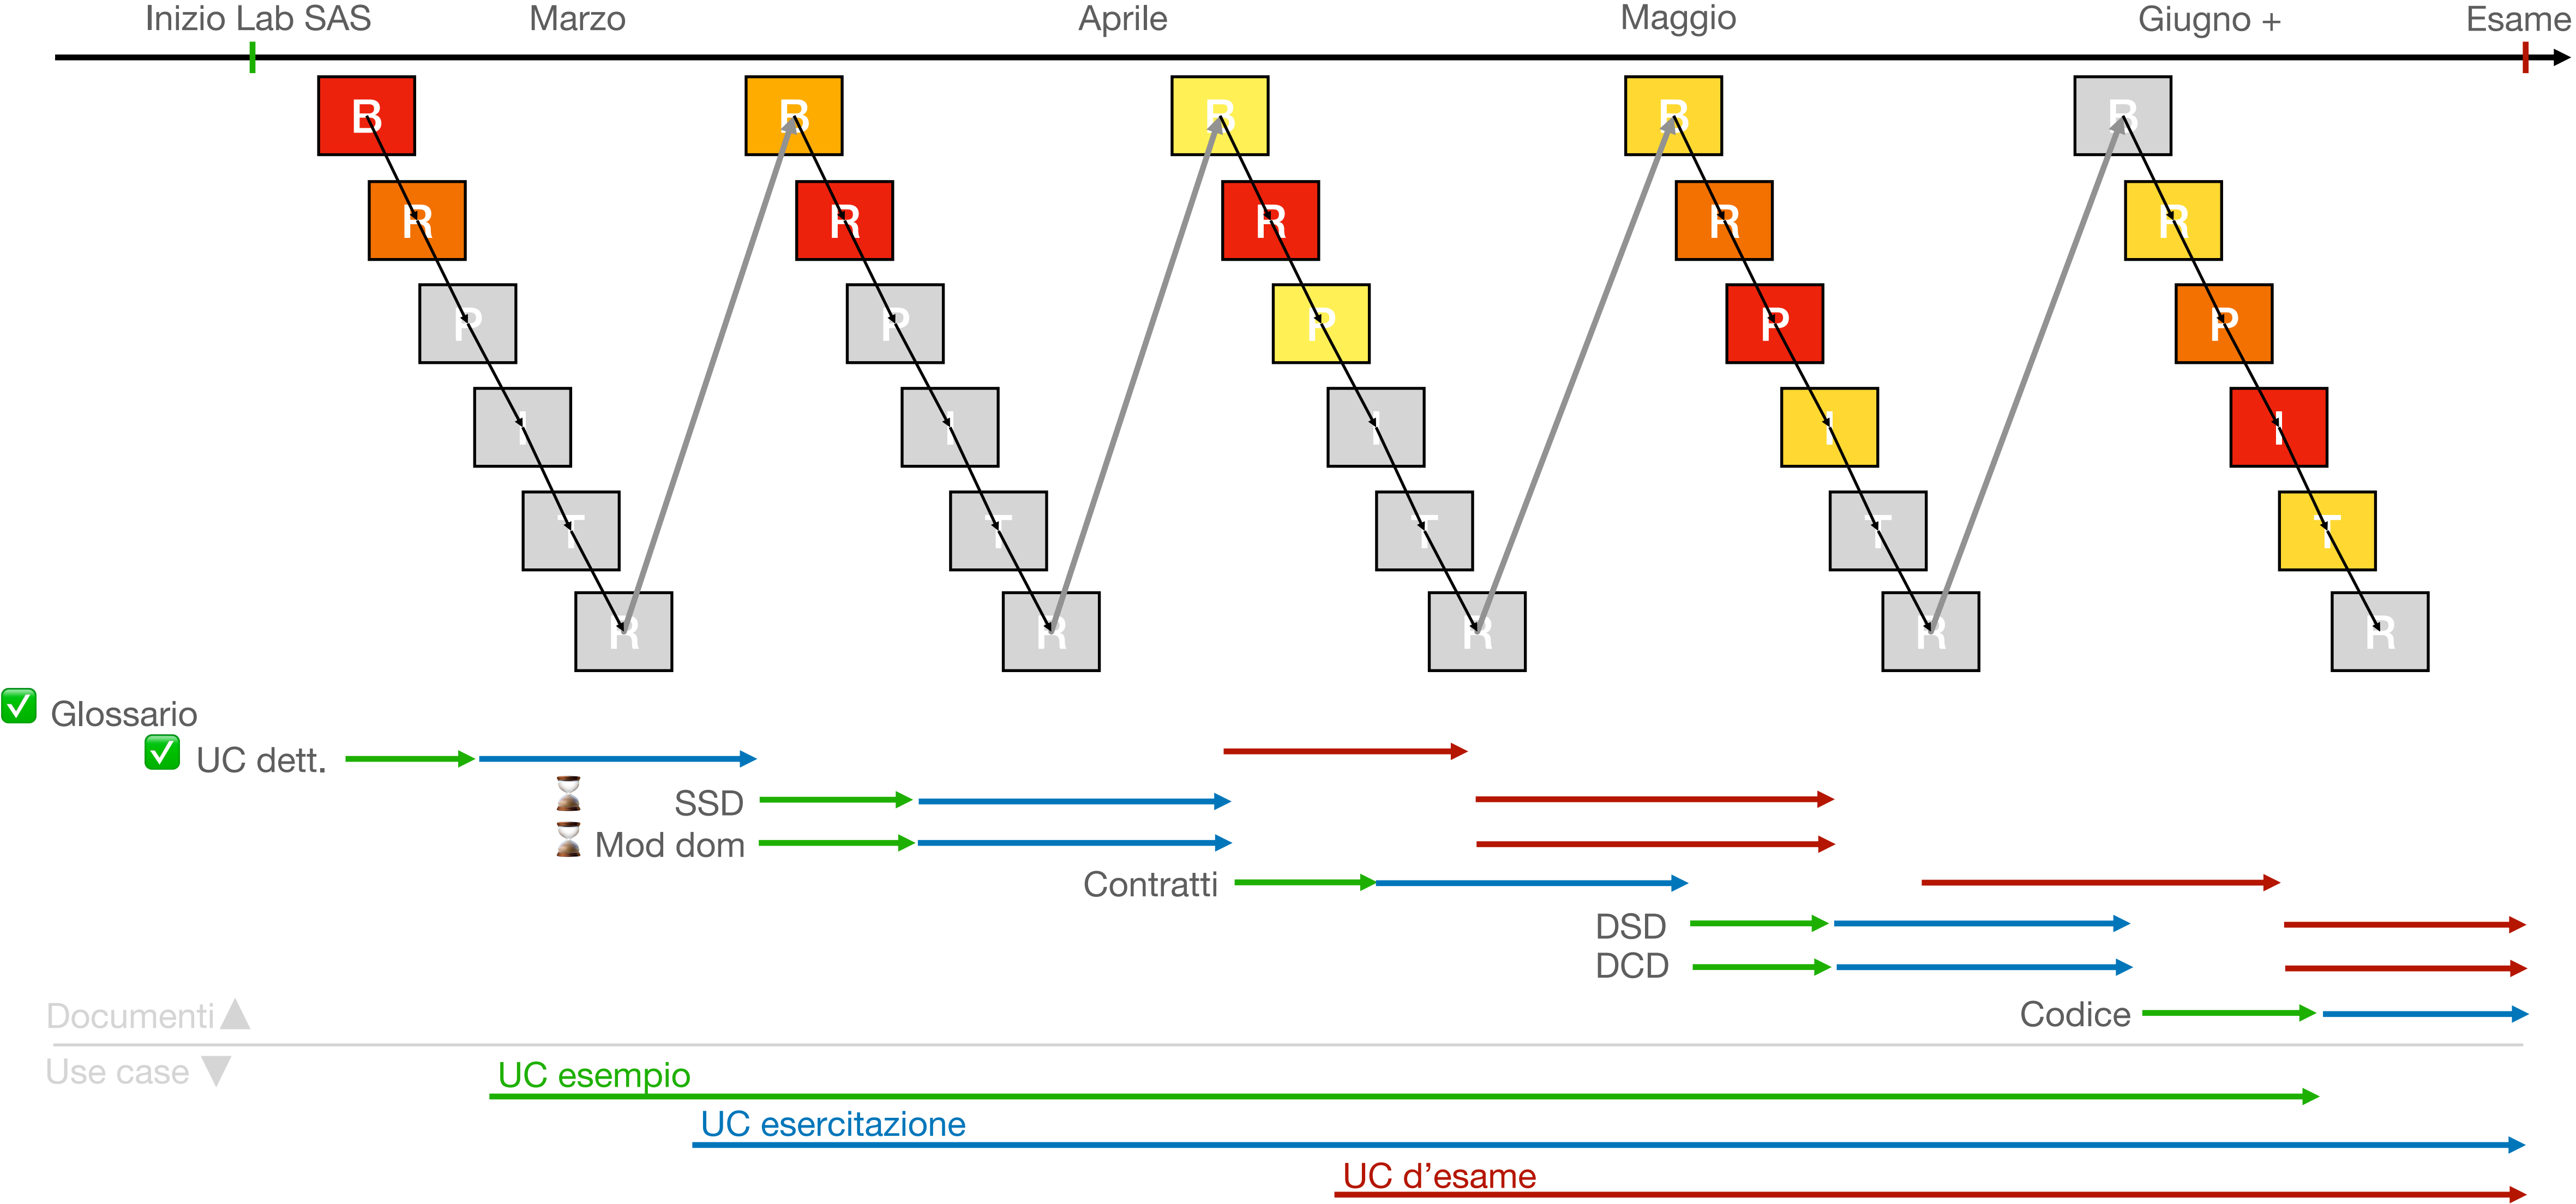 Inizio Lab SAS Marzo Aprile Maggio Giugno + Esame
B B B B B
R R R R R
P P P P P
I I I I I
T T T T T
R R R R R
Glossario
UC dett.
SSD
Mod dom
Contratti
DSD
DCD
Codice
Documenti
Use case
UC esempio
UC esercitazione
UC d’esame